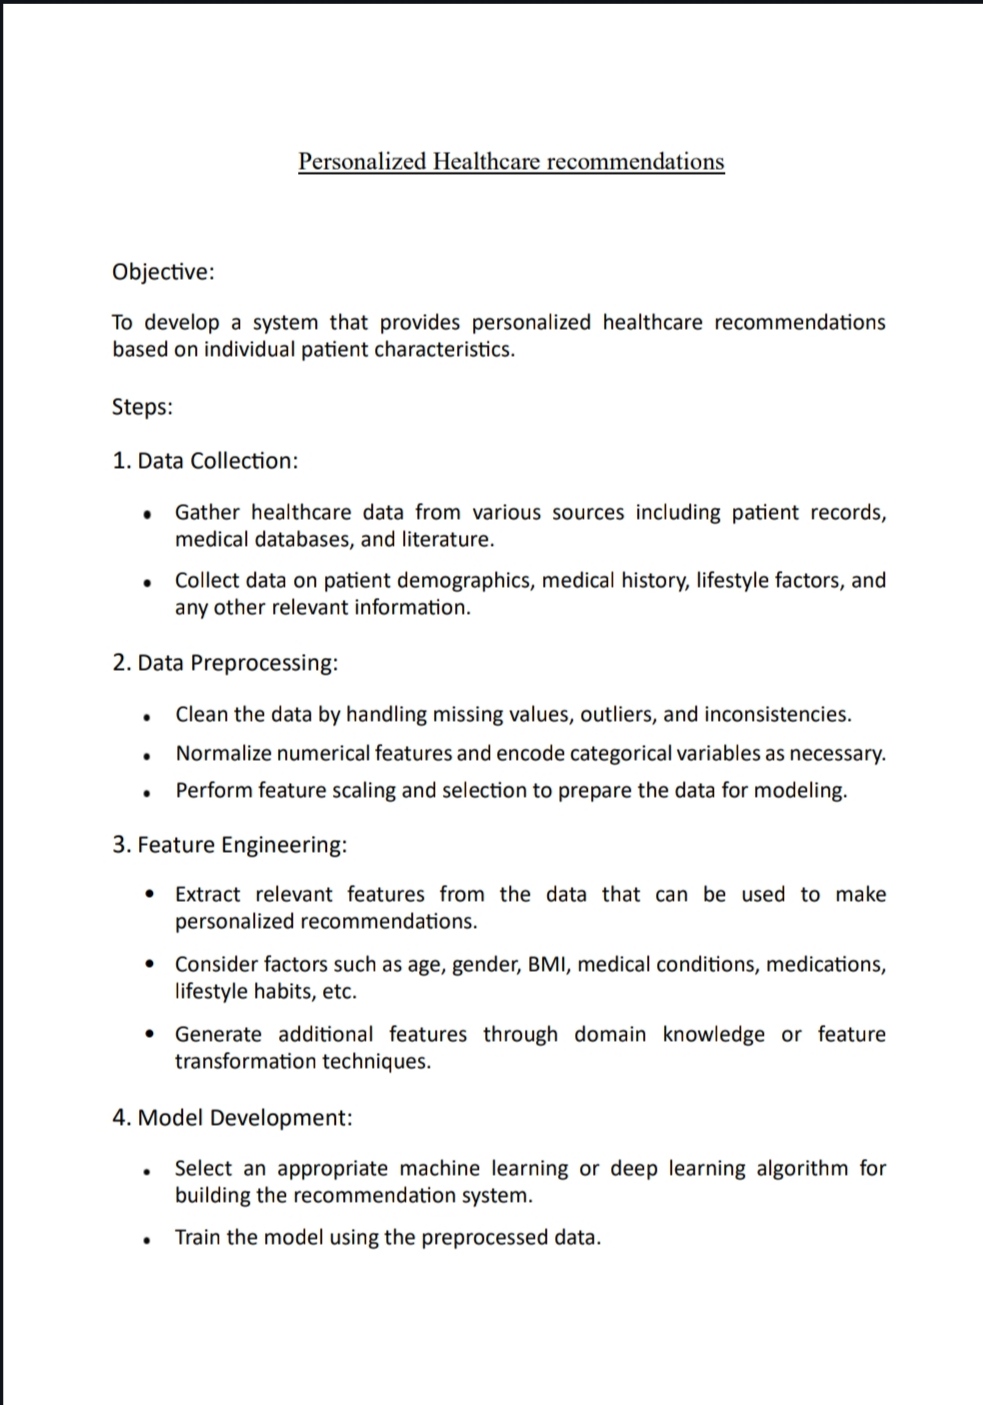 Personalized Healthcare recommendations
Objective:
To develop a system that provides personalized healthcare recommendations
based on individual patient characteristics.
Steps:
1. Data Collection:
• Gather healthcare data from various sources including patient records,
medical databases, and literature.
• Collect data on patient demographics, medical history, lifestyle factors, and
any other relevant information.
2. Data Preprocessing:
• Clean the data by handling missing values, outliers, and inconsistencies.
• Normalize numerical features and encode categorical variables as necessary.
• Perform feature scaling and selection to prepare the data for modeling.
3. Feature Engineering:
• Extract relevant features from the data that can be used to make
personalized recommendations.
• Consider factors such as age, gender, BMI, medical conditions, medications,
lifestyle habits, etc.
• Generate additional features through domain knowledge or feature
transformation techniques.
4. Model Development:
• Select an appropriate machine learning or deep learning algorithm for
building the recommendation system.
• Train the model using the preprocessed data.